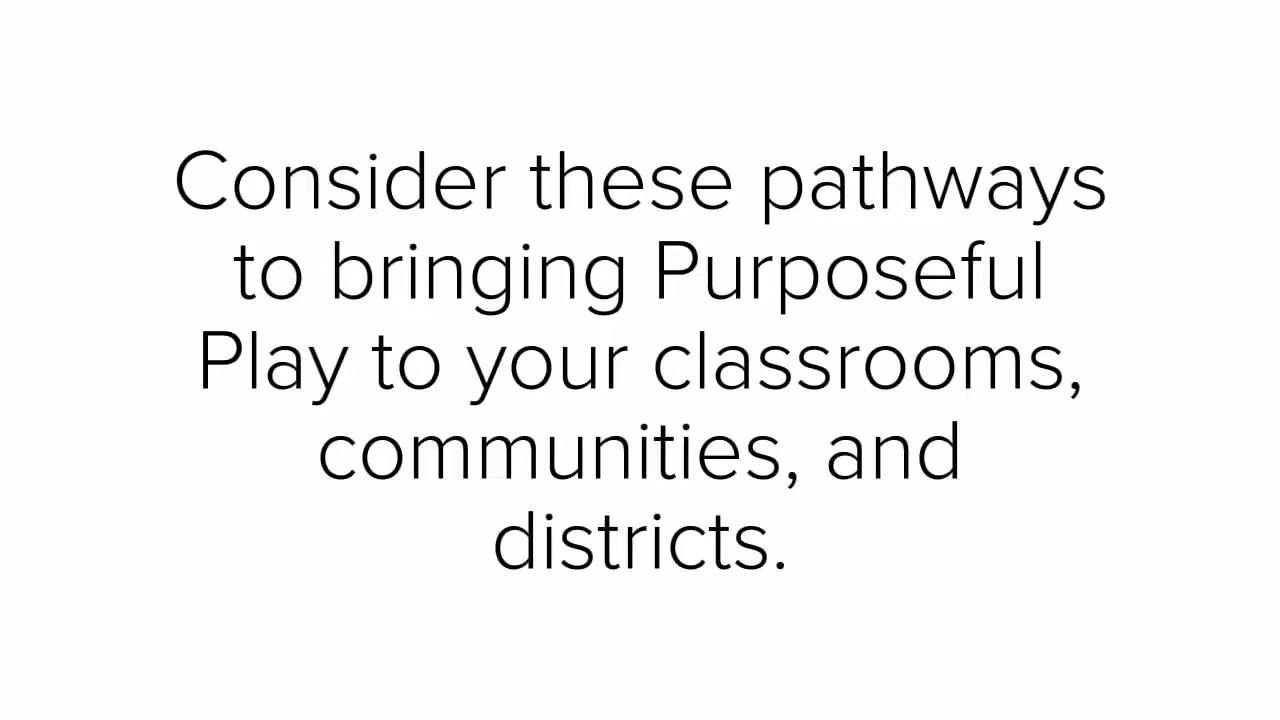 Consider these pathways
to bringing Purposeful
Play to your classrooms,
communities, and
districts.